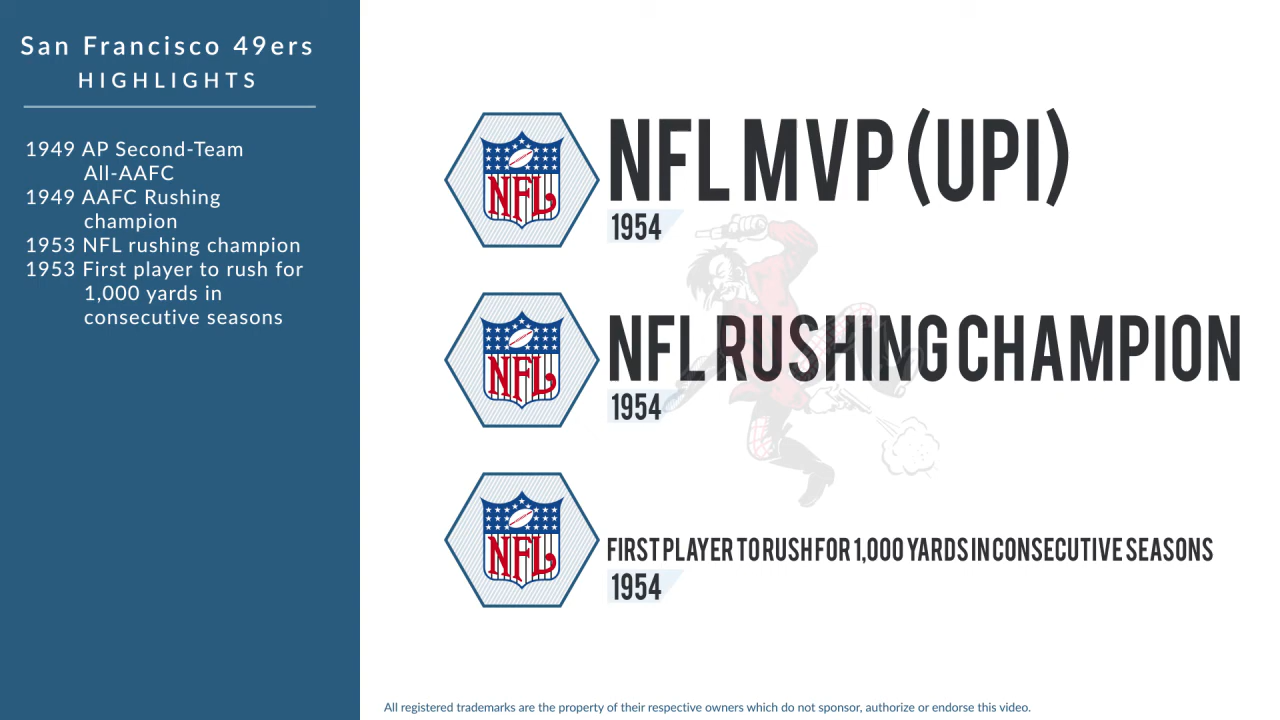 San Francisco 49ers
HIGHLIGHTS
1949 AP Second-Team
All-AAFC
1949 AAFC Rushing
champion
1953 NFL rushing champion
1953 First player to rush for
1,000 yards in
consecutive seasons
NFL
NFL MVP (UPI)
1954
NFL
NFL RUSHING CHAMPION
1954
NFL
FIRST PLAYER TO RUSH FOR 1,000 YARDS IN CONSECUTIVE SEASONS
1954
All registered trademarks are the property of their respective owners which do not sponsor, authorize or endorse this video.